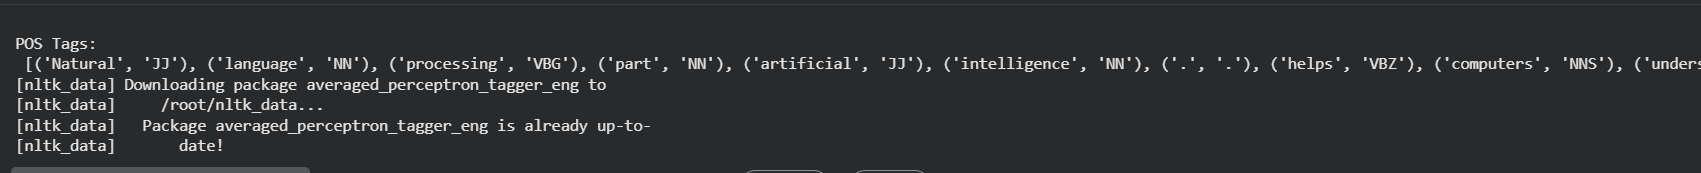 POS Tags:
[('Natural', 'JJ'), ('language', 'NN'), ('processing', 'VBG'), ('part', 'NN'), ('artificial', 'JJ'), ('intelligence', 'NN'), ('.', '.'), ('helps', 'VBZ'), ('computers', 'NNS'), ('unders
[nltk_data] Downloading package averaged_perceptron_tagger_eng to
[nltk_data]     /root/nltk_data...
[nltk_data]   Package averaged_perceptron_tagger_eng is already up-to-
[nltk_data]       date!